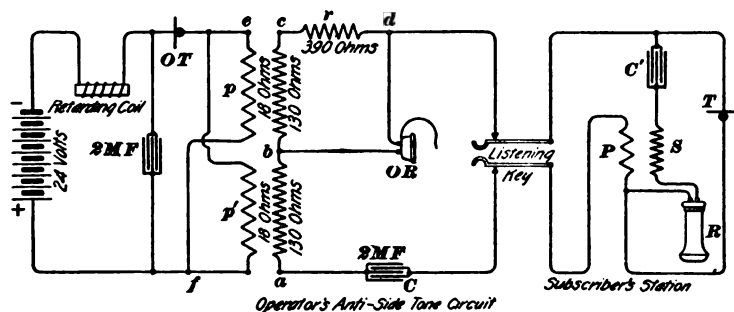 e
c
r
d
390 Ohms
OT
C'
T
-
Retarding Coil
p
18 Ohms
130 Ohms
2MF
24 Volts
b
OR
Listening
Key
P
S
+
p'
18 Ohms
130 Ohms
R
2MF
f
a
C
Subscriber's Station
Operator's Anti-Side Tone Circuit